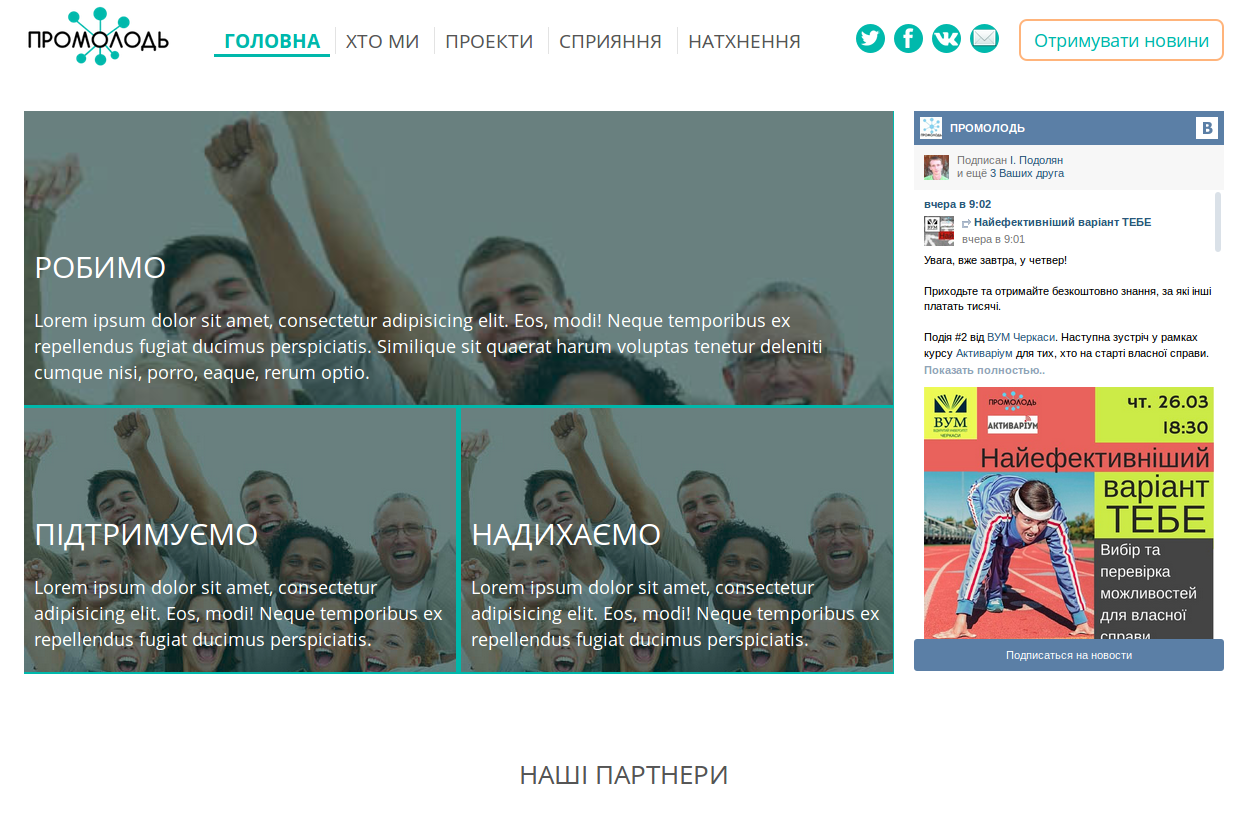 ПРОМОЛОДЬ
ГОЛОВНА
ХТО МИ
ПРОЕКТИ
СПРИЯННЯ
НАТХНЕННЯ
Отримувати новини
РОБИМО
Lorem ipsum dolor sit amet, consectetur adipisicing elit. Eos, modi! Neque temporibus ex
repellendus fugiat ducimus perspiciatis. Similique sit quaerat harum voluptas tenetur deleniti
cumque nisi, porro, eaque, rerum optio.
ПІДТРИМУЄМО
Lorem ipsum dolor sit amet, consectetur
adipisicing elit. Eos, modi! Neque temporibus ex
repellendus fugiat ducimus perspiciatis.
НАДИХАЄМО
Lorem ipsum dolor sit amet, consectetur
adipisicing elit. Eos, modi! Neque temporibus ex
repellendus fugiat ducimus perspiciatis.
ПРОМОЛОДЬ
ПРОМОЛОДЬ
В
Подписан І. Подолян
и ещё 3 Ваших друга
вчера в 9:02
ВУМ
Найефективніший варіант ТЕБЕ
вчера в 9:01
Увага, вже завтра, у четвер!
Приходьте та отримайте безкоштовно знання, за які інші
платать тисячі.
Подія #2 від ВУМ Черкаси. Наступна зустріч у рамках
курсу Активаріум для тих, хто на старті власної справи.
Показать полностью..
ВУМ
ЧЕРКАСИ
ПРОМОЛОДЬ
АКТИВАРІУМ
чт. 26.03
18:30
Найефективніший
варіант
ТЕБЕ
Вибір та
перевірка
можливостей
для власної
справи
Подписаться на новости
НАШІ ПАРТНЕРИ